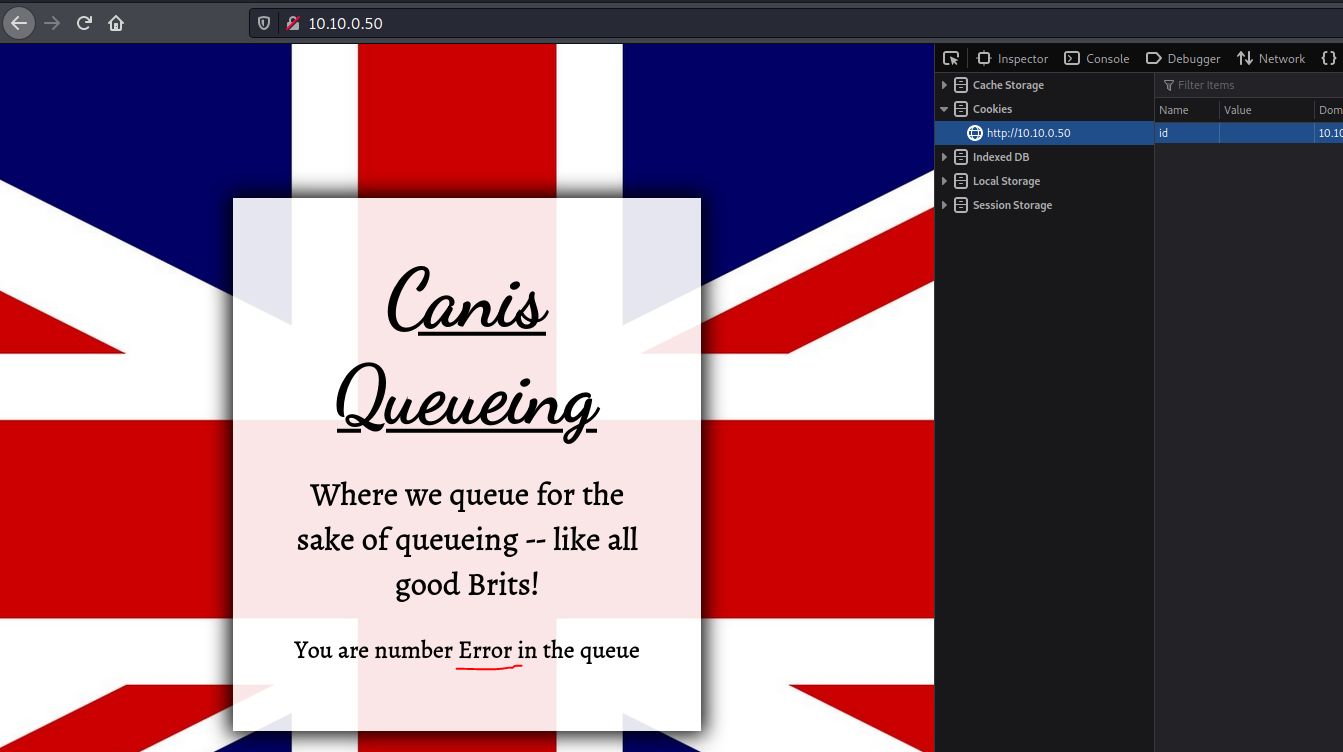 10.10.0.50
Inspector Console Debugger Network {}
Cache Storage
Filter Items
Cookies
Name Value Dom
http://10.10.0.50
id 10.10
Indexed DB
Local Storage
Session Storage
Canis
Queueing
Where we queue for the
sake of queueing -- like all
good Brits!
You are number Error in the queue